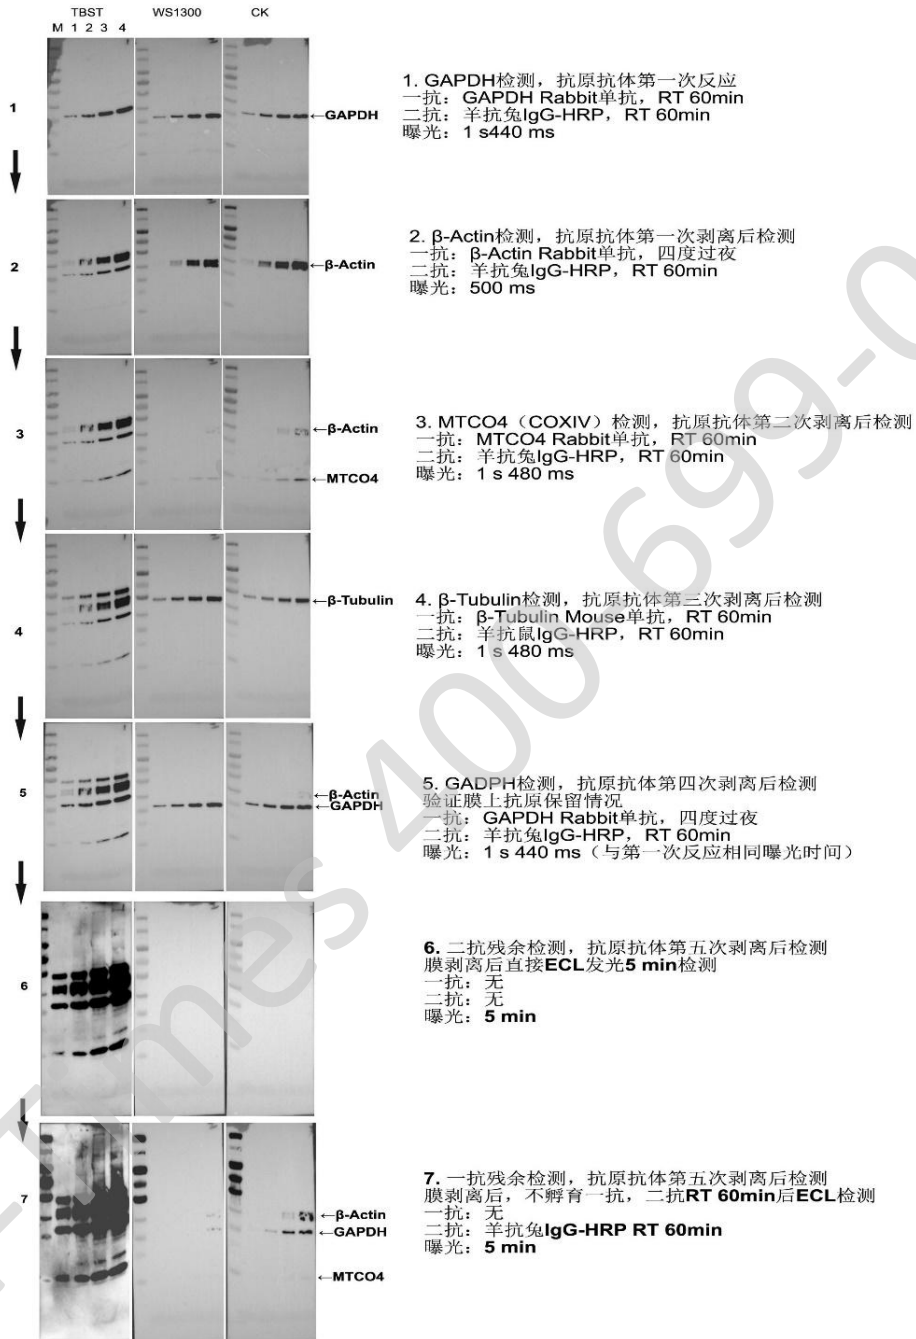 TBST WS1300 CK
M 1 2 3 4
1
←GAPDH
1. GAPDH检测，抗原抗体第一次反应
一抗：GAPDH Rabbit单抗，RT 60min
二抗：羊抗兔IgG-HRP，RT 60min
曝光：1 s440 ms
2
←β-Actin
2. β-Actin检测，抗原抗体第一次剥离后检测
一抗：β-Actin Rabbit单抗，四度过夜
二抗：羊抗兔IgG-HRP，RT 60min
曝光：500 ms
3
←β-Actin
←MTCO4
3. MTCO4（COXIV）检测，抗原抗体第二次剥离后检测
一抗：MTCO4 Rabbit单抗，RT 60min
二抗：羊抗兔IgG-HRP，RT 60min
曝光：1 s 480 ms
4
←β-Tubulin
4. β-Tubulin检测，抗原抗体第三次剥离后检测
一抗：β-Tubulin Mouse单抗，RT 60min
二抗：羊抗鼠IgG-HRP，RT 60min
曝光：1 s 480 ms
5
←β-Actin
←GAPDH
5. GADPH检测，抗原抗体第四次剥离后检测
验证膜上抗原保留情况
一抗：GAPDH Rabbit单抗，四度过夜
二抗：羊抗兔IgG-HRP，RT 60min
曝光：1 s 440 ms（与第一次反应相同曝光时间）
6
6. 二抗残余检测，抗原抗体第五次剥离后检测
膜剥离后直接ECL发光5 min检测
一抗：无
二抗：无
曝光：5 min
7
←β-Actin
←GAPDH
←MTCO4
7. 一抗残余检测，抗原抗体第五次剥离后检测
膜剥离后，不孵育一抗，二抗RT 60min后ECL检测
一抗：无
二抗：羊抗兔IgG-HRP RT 60min
曝光：5 min
-Times 400-699-0